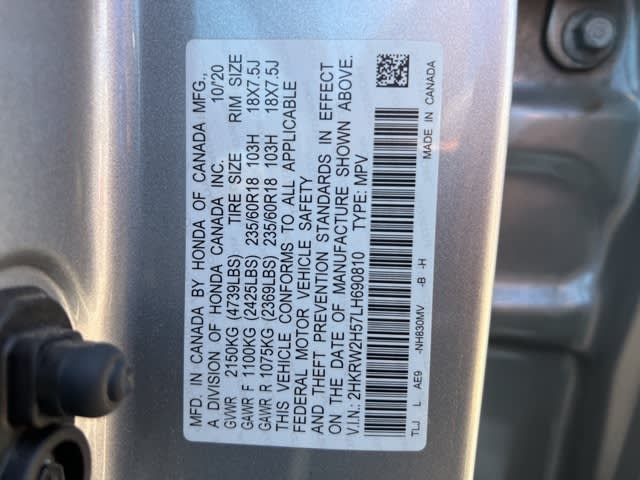 MFD. IN CANADA BY HONDA OF CANADA MFG.,
A DIVISION OF HONDA CANADA INC. 10/20
GVWR 2150KG (4739LBS) TIRE SIZE RIM SIZE
GAWR F 1100KG (2425LBS) 235/60R18 103H 18X7.5J
GAWR R 1075KG (2369LBS) 235/60R18 103H 18X7.5J
THIS VEHICLE CONFORMS TO ALL APPLICABLE
FEDERAL MOTOR VEHICLE SAFETY
AND THEFT PREVENTION STANDARDS IN EFFECT
ON THE DATE OF MANUFACTURE SHOWN ABOVE.
V.I.N.: 2HKRW2H57LH690810 TYPE: MPV
TLJ L AE9 -NH830MV -B -H MADE IN CANADA